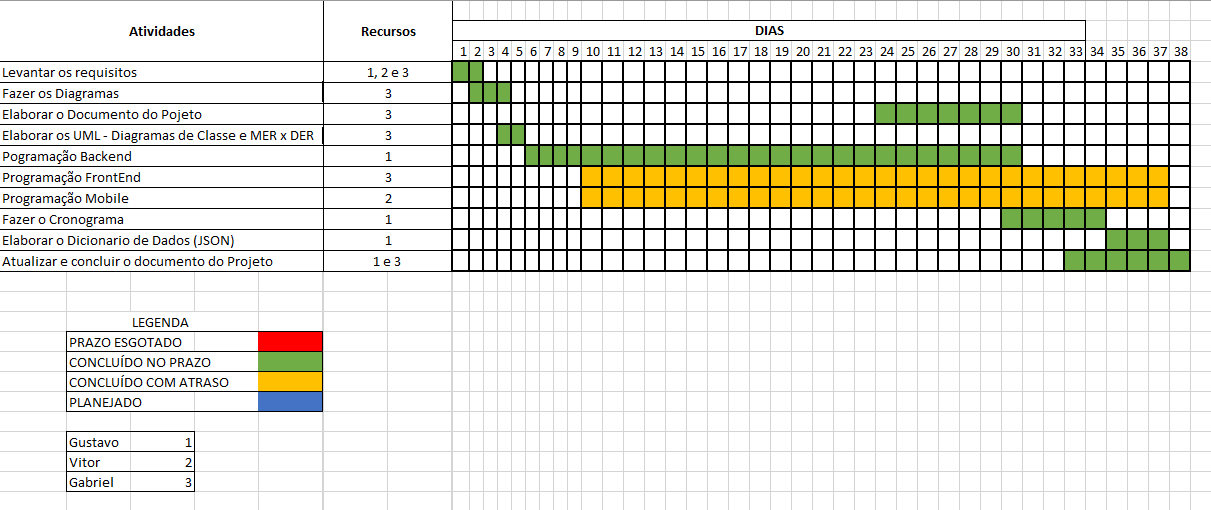 Atividades Recursos DIAS
1 2 3 4 5 6 7 8 9 10 11 12 13 14 15 16 17 18 19 20 21 22 23 24 25 26 27 28 29 30 31 32 33 34 35 36 37 38
Levantar os requisitos 1, 2 e 3
Fazer os Diagramas 3
Elaborar o Documento do Pojeto 3
Elaborar os UML - Diagramas de Classe e MER x DER 3
Pogramação Backend 1
Programação FrontEnd 3
Programação Mobile 2
Fazer o Cronograma 1
Elaborar o Dicionario de Dados (JSON) 1
Atualizar e concluir o documento do Projeto 1 e 3
LEGENDA
PRAZO ESGOTADO
CONCLUÍDO NO PRAZO
CONCLUÍDO COM ATRASO
PLANEJADO
Gustavo 1
Vitor 2
Gabriel 3